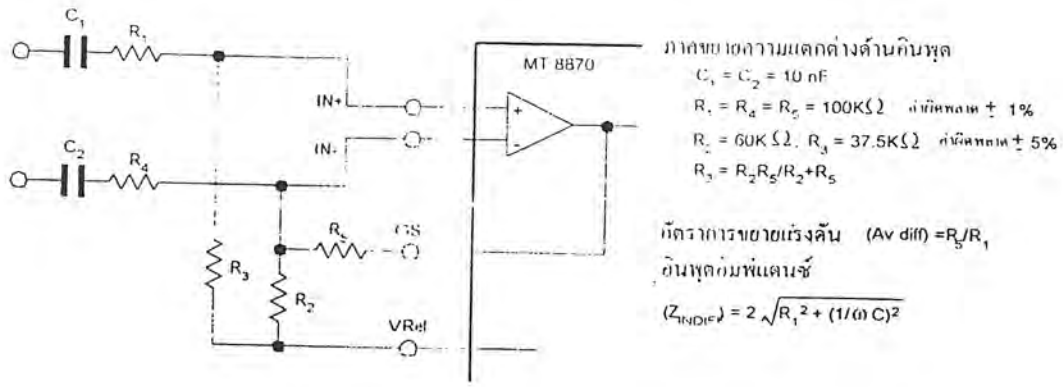 C₁
R₁
MT 8870
IN+
+
IN-
-
C₂
R₄
R₅
GS
R₃
R₂
VRef
ภาคขยายความแตกต่างด้านอินพุต
C₁ = C₂ = 10 nF
R₁ = R₄ = R₅ = 100KΩ ค่าผิดพลาด ± 1%
R₂ = 60KΩ, R₃ = 37.5KΩ ค่าผิดพลาด ± 5%
R₃ = R₂R₅/R₂+R₅
อัตราการขยายแรงดัน (Av diff) = R₅/R₁
อินพุตอิมพีแดนซ์
(Z_INDIFF) = 2 √R₁² + (1/ω C)²